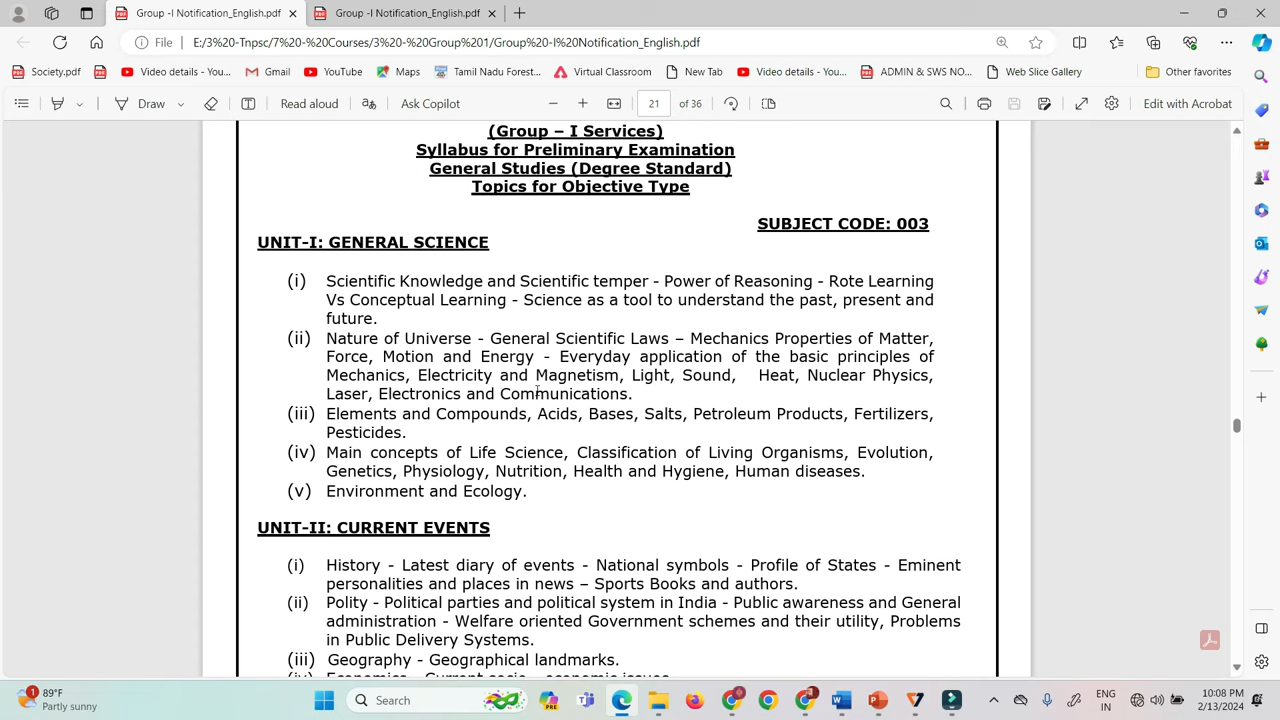 Group -I Notification_English.pdf
Group -I Notification_English.pdf
File
E:/3%20-Tnpsc/7%20-%20Courses/3%20-%20Group%201/Group%20-I%20Notification_English.pdf
Society.pdf
Video details - You...
Gmail
YouTube
Maps
Tamil Nadu Forest...
Virtual Classroom
New Tab
Video details - You...
ADMIN & SWS NO...
Web Slice Gallery
Other favorites
Draw
Read aloud
Ask Copilot
21 of 36
Edit with Acrobat
(Group – I Services)
Syllabus for Preliminary Examination
General Studies (Degree Standard)
Topics for Objective Type
SUBJECT CODE: 003
UNIT-I: GENERAL SCIENCE
(i) Scientific Knowledge and Scientific temper - Power of Reasoning - Rote Learning
Vs Conceptual Learning - Science as a tool to understand the past, present and
future.
(ii) Nature of Universe - General Scientific Laws – Mechanics Properties of Matter,
Force, Motion and Energy - Everyday application of the basic principles of
Mechanics, Electricity and Magnetism, Light, Sound, Heat, Nuclear Physics,
Laser, Electronics and Communications.
(iii) Elements and Compounds, Acids, Bases, Salts, Petroleum Products, Fertilizers,
Pesticides.
(iv) Main concepts of Life Science, Classification of Living Organisms, Evolution,
Genetics, Physiology, Nutrition, Health and Hygiene, Human diseases.
(v) Environment and Ecology.
UNIT-II: CURRENT EVENTS
(i) History - Latest diary of events - National symbols - Profile of States - Eminent
personalities and places in news – Sports Books and authors.
(ii) Polity - Political parties and political system in India - Public awareness and General
administration - Welfare oriented Government schemes and their utility, Problems
in Public Delivery Systems.
(iii) Geography - Geographical landmarks.
(iv) Economics - Current socio - economic issues.
1
89°F
Partly sunny
Search
ENG
IN
10:08 PM
2/13/2024